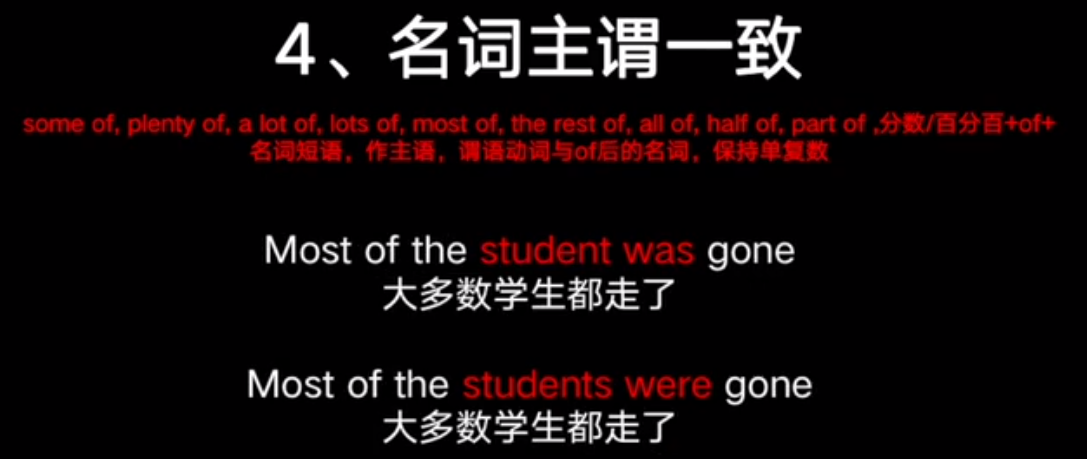 4、名词主谓一致
some of, plenty of, a lot of, lots of, most of, the rest of, all of, half of, part of ,分数/百分百+of+
名词短语，作主语，谓语动词与of后的名词，保持单复数
Most of the student was gone
大多数学生都走了
Most of the students were gone
大多数学生都走了